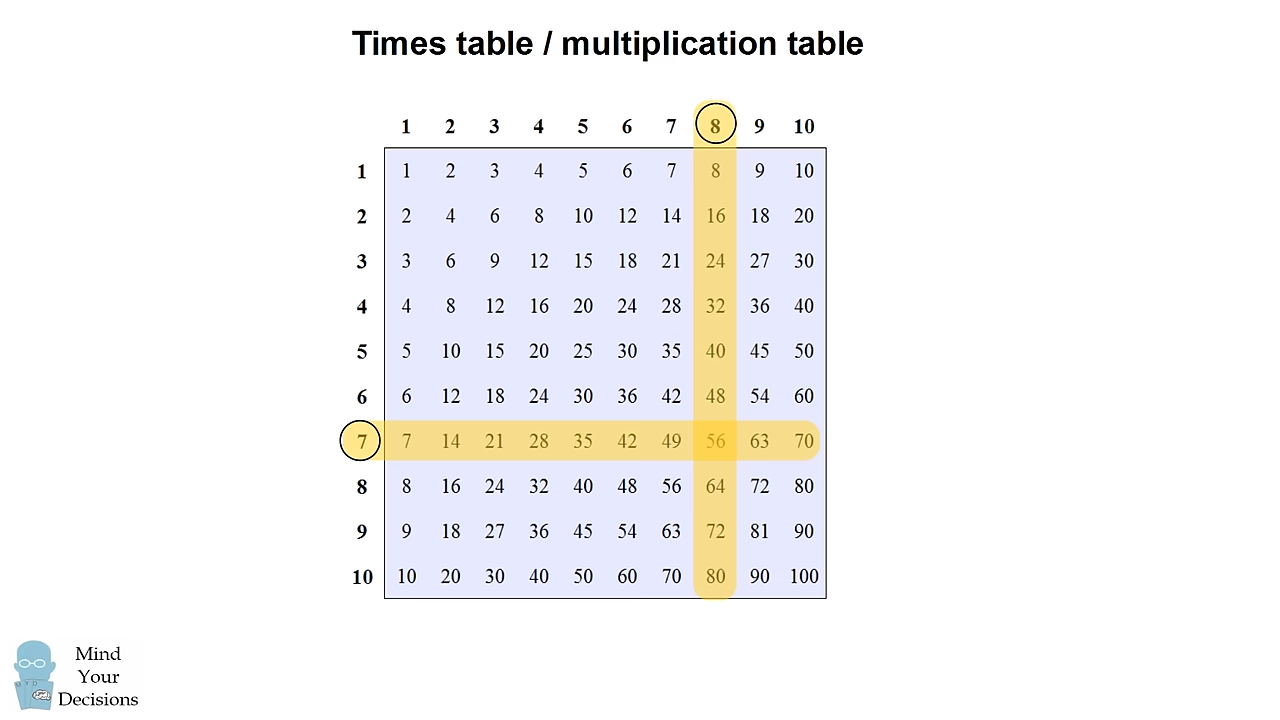 Times table / multiplication table
1 2 3 4 5 6 7 8 9 10
1 1 2 3 4 5 6 7 8 9 10
2 2 4 6 8 10 12 14 16 18 20
3 3 6 9 12 15 18 21 24 27 30
4 4 8 12 16 20 24 28 32 36 40
5 5 10 15 20 25 30 35 40 45 50
6 6 12 18 24 30 36 42 48 54 60
7 7 14 21 28 35 42 49 56 63 70
8 8 16 24 32 40 48 56 64 72 80
9 9 18 27 36 45 54 63 72 81 90
10 10 20 30 40 50 60 70 80 90 100
Mind
Your
Decisions